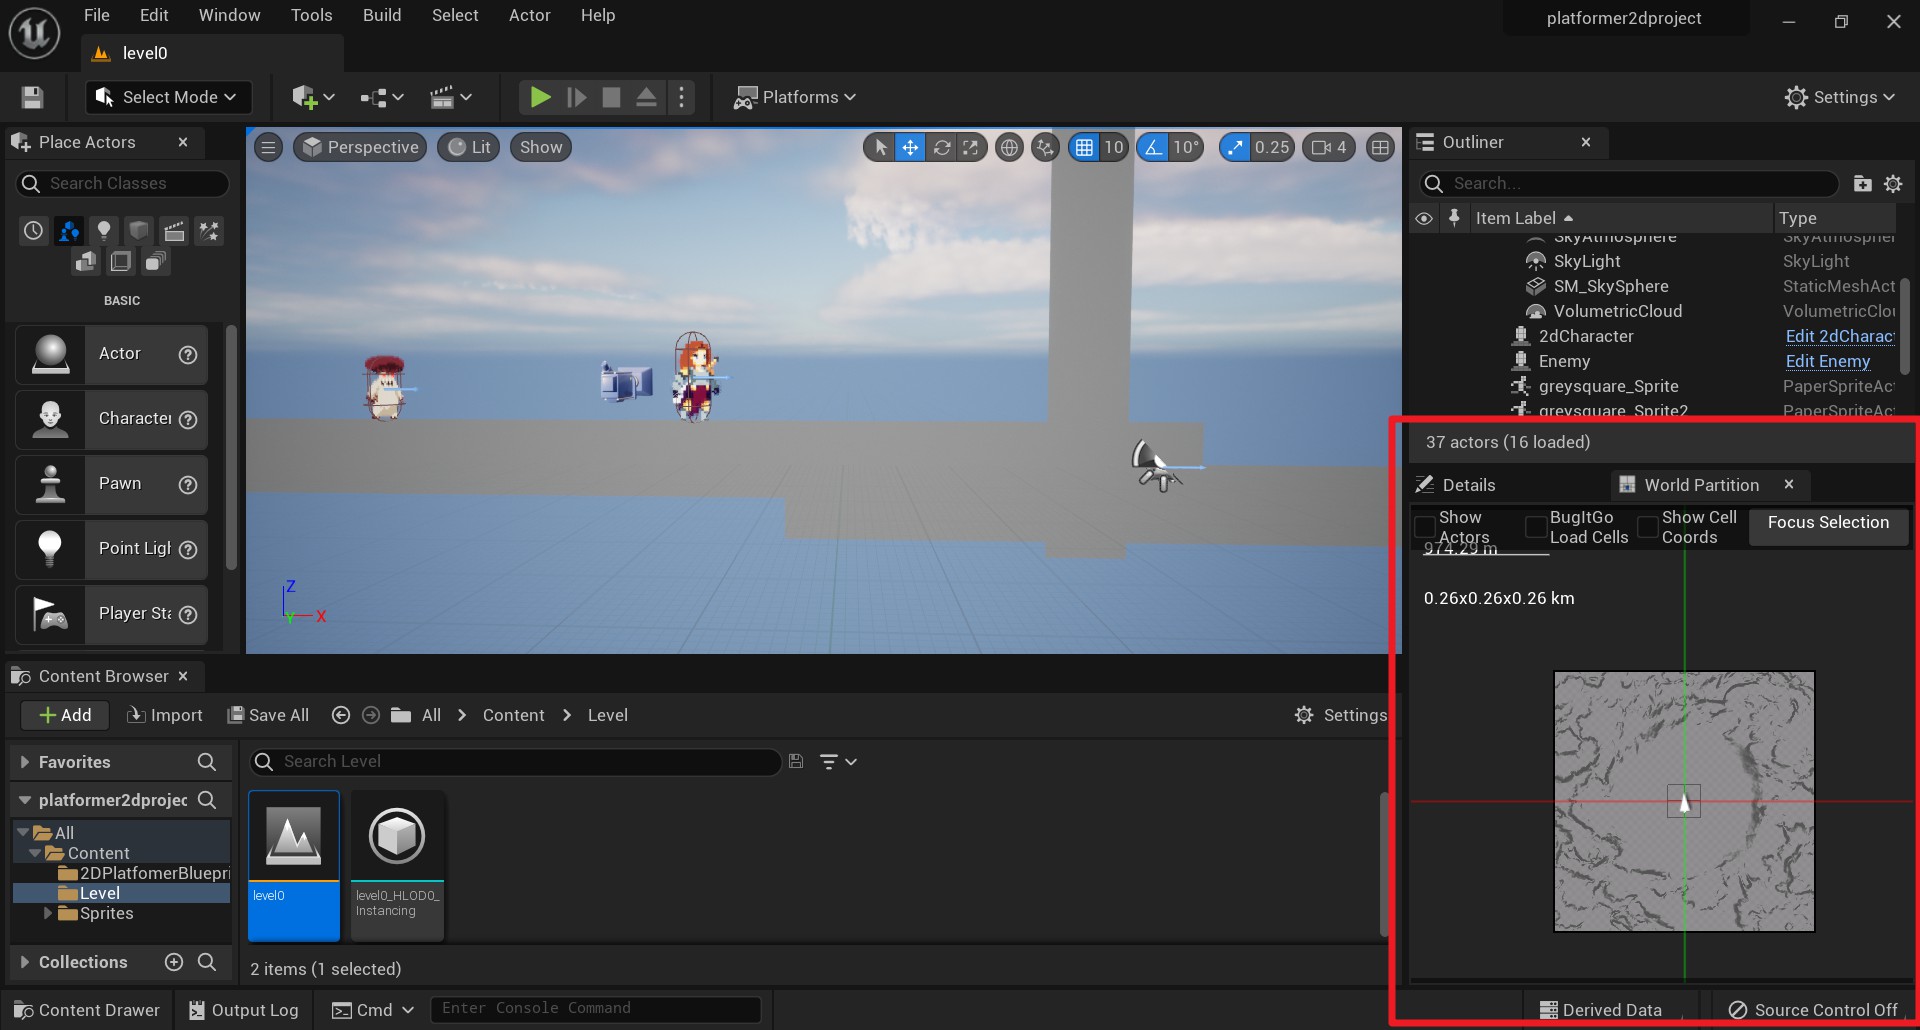 File Edit Window Tools Build Select Actor Help
platformer2dproject
level0
Select Mode
Platforms
Settings
Place Actors
Search Classes
BASIC
Actor
Character
Pawn
Point Ligh
Player Sta
Perspective
Lit
Show
10
10°
0.25
4
Z
Y
X
Outliner
Search...
Item Label
Type
SkyAtmosphere SkyAtmospher
SkyLight SkyLight
SM_SkySphere StaticMeshAct
VolumetricCloud VolumetricClou
2dCharacter Edit 2dCharac
Enemy Edit Enemy
greysquare_Sprite PaperSpriteAc
greysquare_Sprite2 PaperSpriteAc
37 actors (16 loaded)
Details
World Partition
Show Actors
BugItGo Load Cells
Show Cell Coords
Focus Selection
974.29 m
0.26x0.26x0.26 km
Content Browser
Add
Import
Save All
All
Content
Level
Settings
Favorites
platformer2dprojec
All
Content
2DPlatfomerBluepri
Level
Sprites
Collections
Search Level
level0
level0_HLOD0_
Instancing
2 items (1 selected)
Content Drawer
Output Log
Cmd
Enter Console Command
Derived Data
Source Control Off